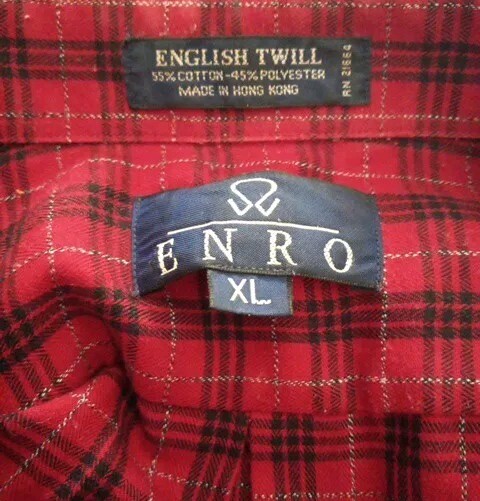 ENGLISH TWILL
55% COTTON-45% POLYESTER
MADE IN HONG KONG
RN 21664
ENRO
XL